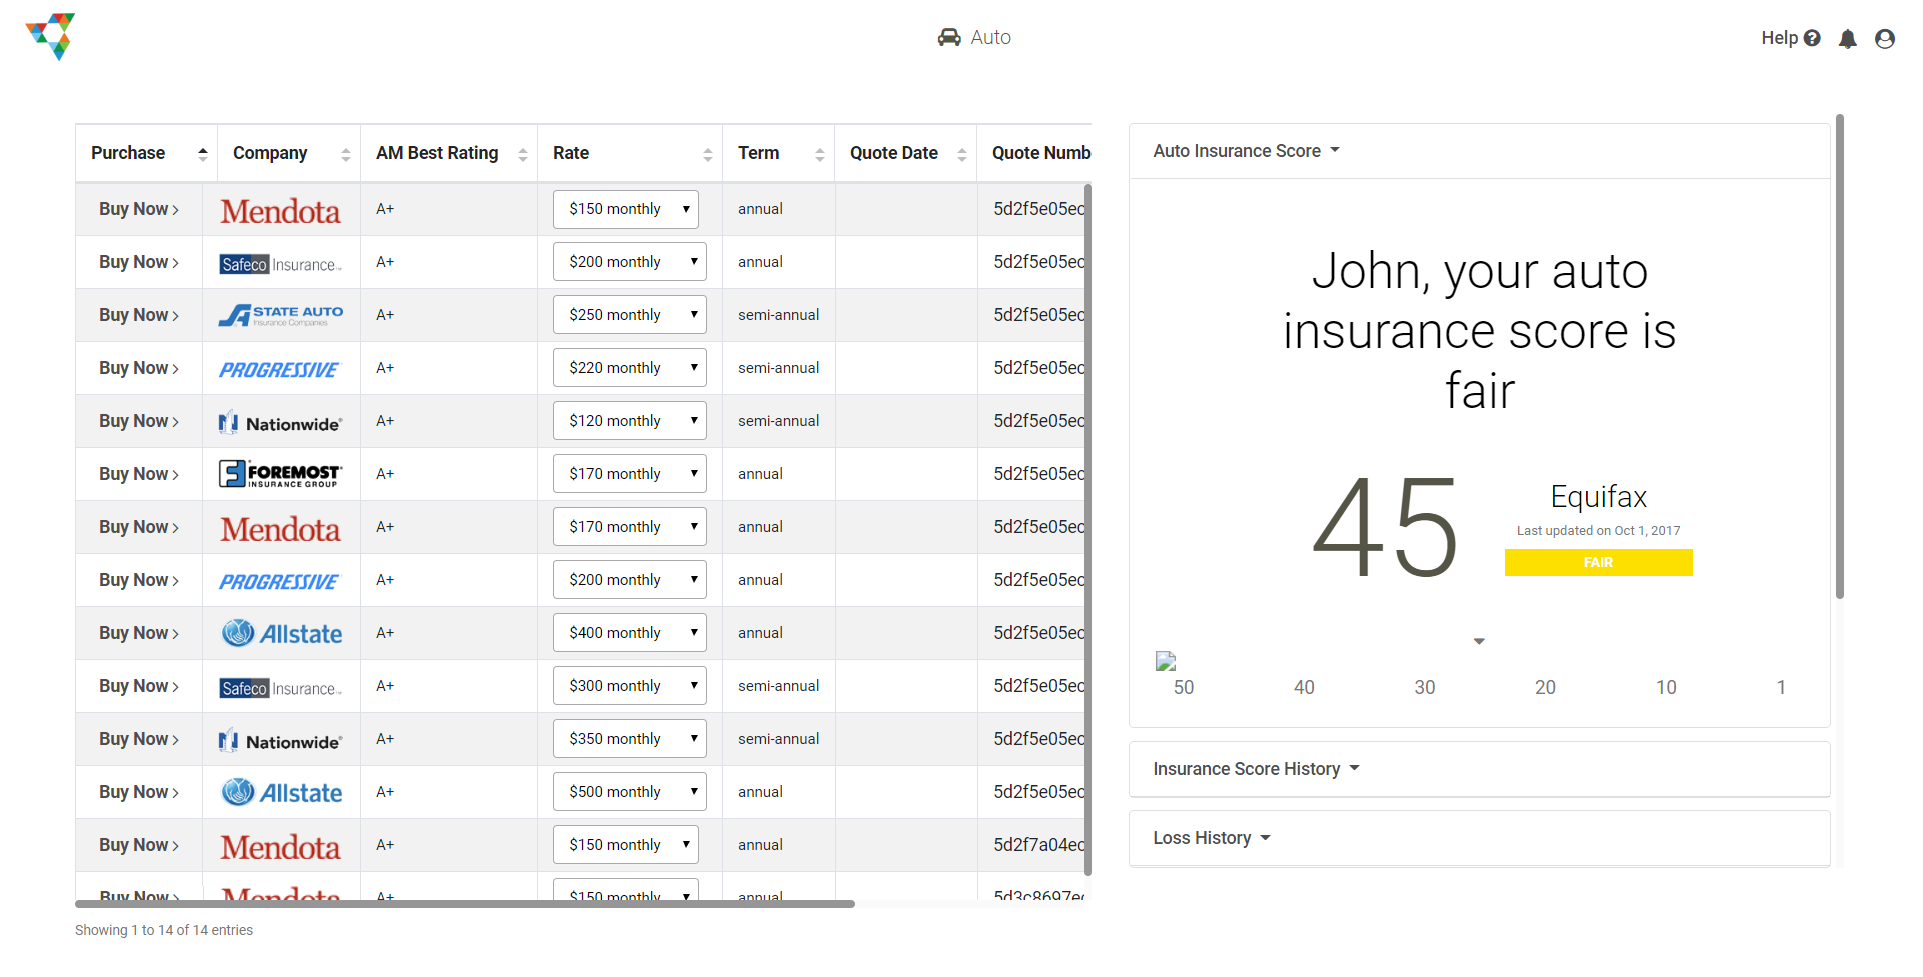 Auto
Help
Purchase Company AM Best Rating Rate Term Quote Date Quote Numb
Buy Now Mendota A+ $150 monthly annual 5d2f5e05ec
Buy Now Safeco Insurance™ A+ $200 monthly annual 5d2f5e05ec
Buy Now STATE AUTO Insurance Companies A+ $250 monthly semi-annual 5d2f5e05ec
Buy Now PROGRESSIVE A+ $220 monthly semi-annual 5d2f5e05ec
Buy Now Nationwide® A+ $120 monthly semi-annual 5d2f5e05ec
Buy Now FOREMOST INSURANCE GROUP A+ $170 monthly annual 5d2f5e05ec
Buy Now Mendota A+ $170 monthly annual 5d2f5e05ec
Buy Now PROGRESSIVE A+ $200 monthly annual 5d2f5e05ec
Buy Now Allstate A+ $400 monthly annual 5d2f5e05ec
Buy Now Safeco Insurance™ A+ $300 monthly semi-annual 5d2f5e05ec
Buy Now Nationwide® A+ $350 monthly semi-annual 5d2f5e05ec
Buy Now Allstate A+ $500 monthly annual 5d2f5e05ec
Buy Now Mendota A+ $150 monthly annual 5d2f7a04ec
Buy Now Mendota A+ $150 monthly annual 5d3c8697ec
Showing 1 to 14 of 14 entries
Auto Insurance Score
John, your auto
insurance score is
fair
45
Equifax
Last updated on Oct 1, 2017
FAIR
50 40 30 20 10 1
Insurance Score History
Loss History